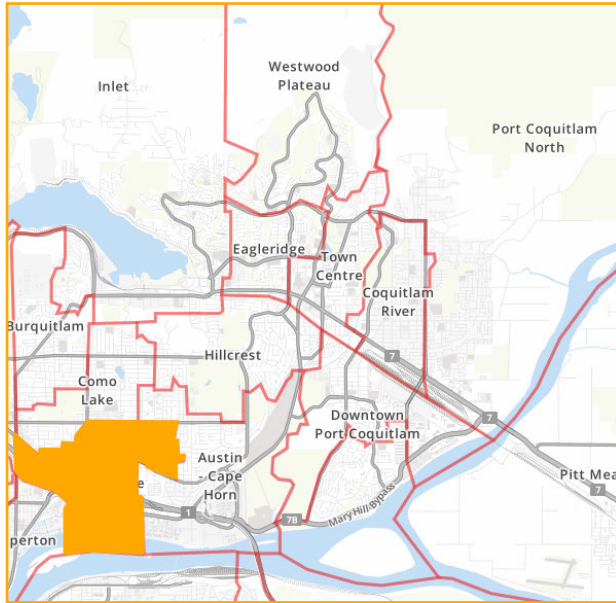 Westwood
Plateau
Inlet
Port Coquitlam
North
Eagleridge
Town
Centre
Coquitlam
River
Burquitlam
Hillcrest
7
Como
Lake
Downtown
Port Coquitlam
7
Austin
- Cape
Horn
Pitt Mea
7
e
1
7B
Mary Hill Bypass
perton